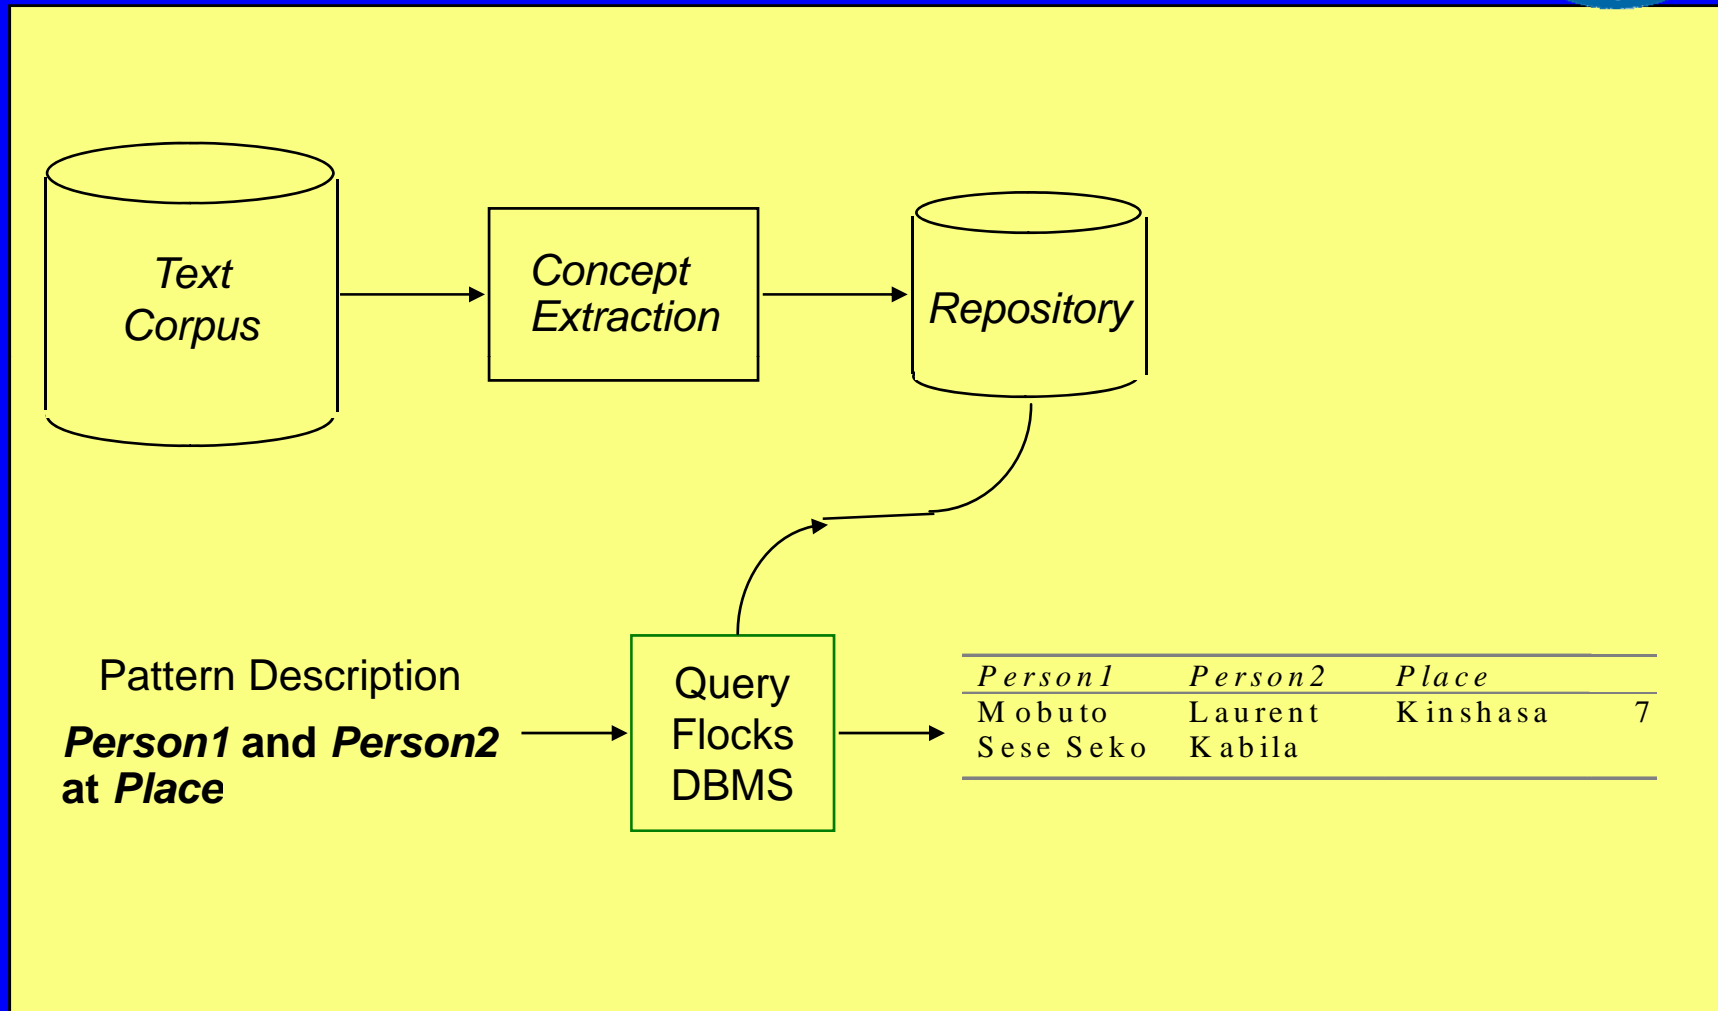 Text
Corpus
Concept
Extraction
Repository
Pattern Description
Person1 and Person2
at Place
Query
Flocks
DBMS
Person1 Person2 Place
Mobuto Laurent Kinshasa 7
Sese Seko Kabila